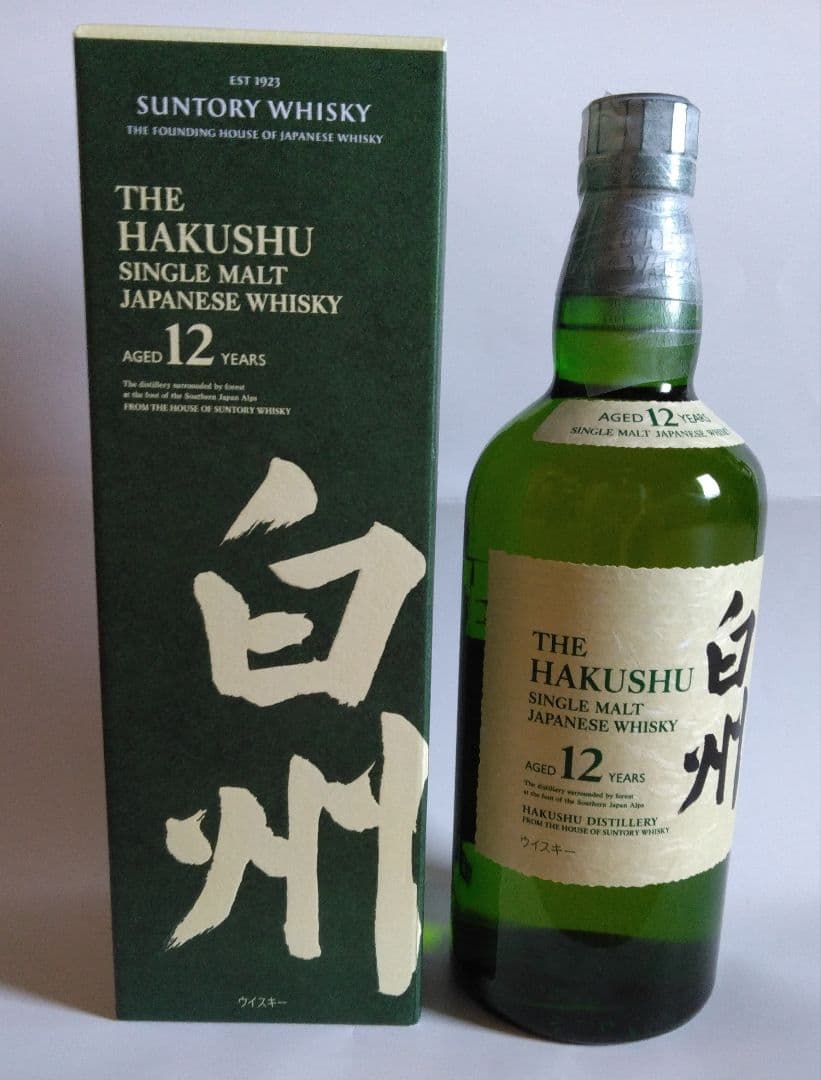 EST 1923
SUNTORY WHISKY
THE FOUNDING HOUSE OF JAPANESE WHISKY
THE
HAKUSHU
SINGLE MALT
JAPANESE WHISKY
AGED 12 YEARS
The distillery surrounded by forest
at the foot of the Southern Japan Alps
FROM THE HOUSE OF SUNTORY WHISKY
白州
ウイスキー
AGED 12 YEARS
SINGLE MALT JAPANESE WHISKY
THE
HAKUSHU
SINGLE MALT
JAPANESE WHISKY
AGED 12 YEARS
The distillery surrounded by forest
at the foot of the Southern Japan Alps
HAKUSHU DISTILLERY
FROM THE HOUSE OF SUNTORY WHISKY
ウイスキー
白州